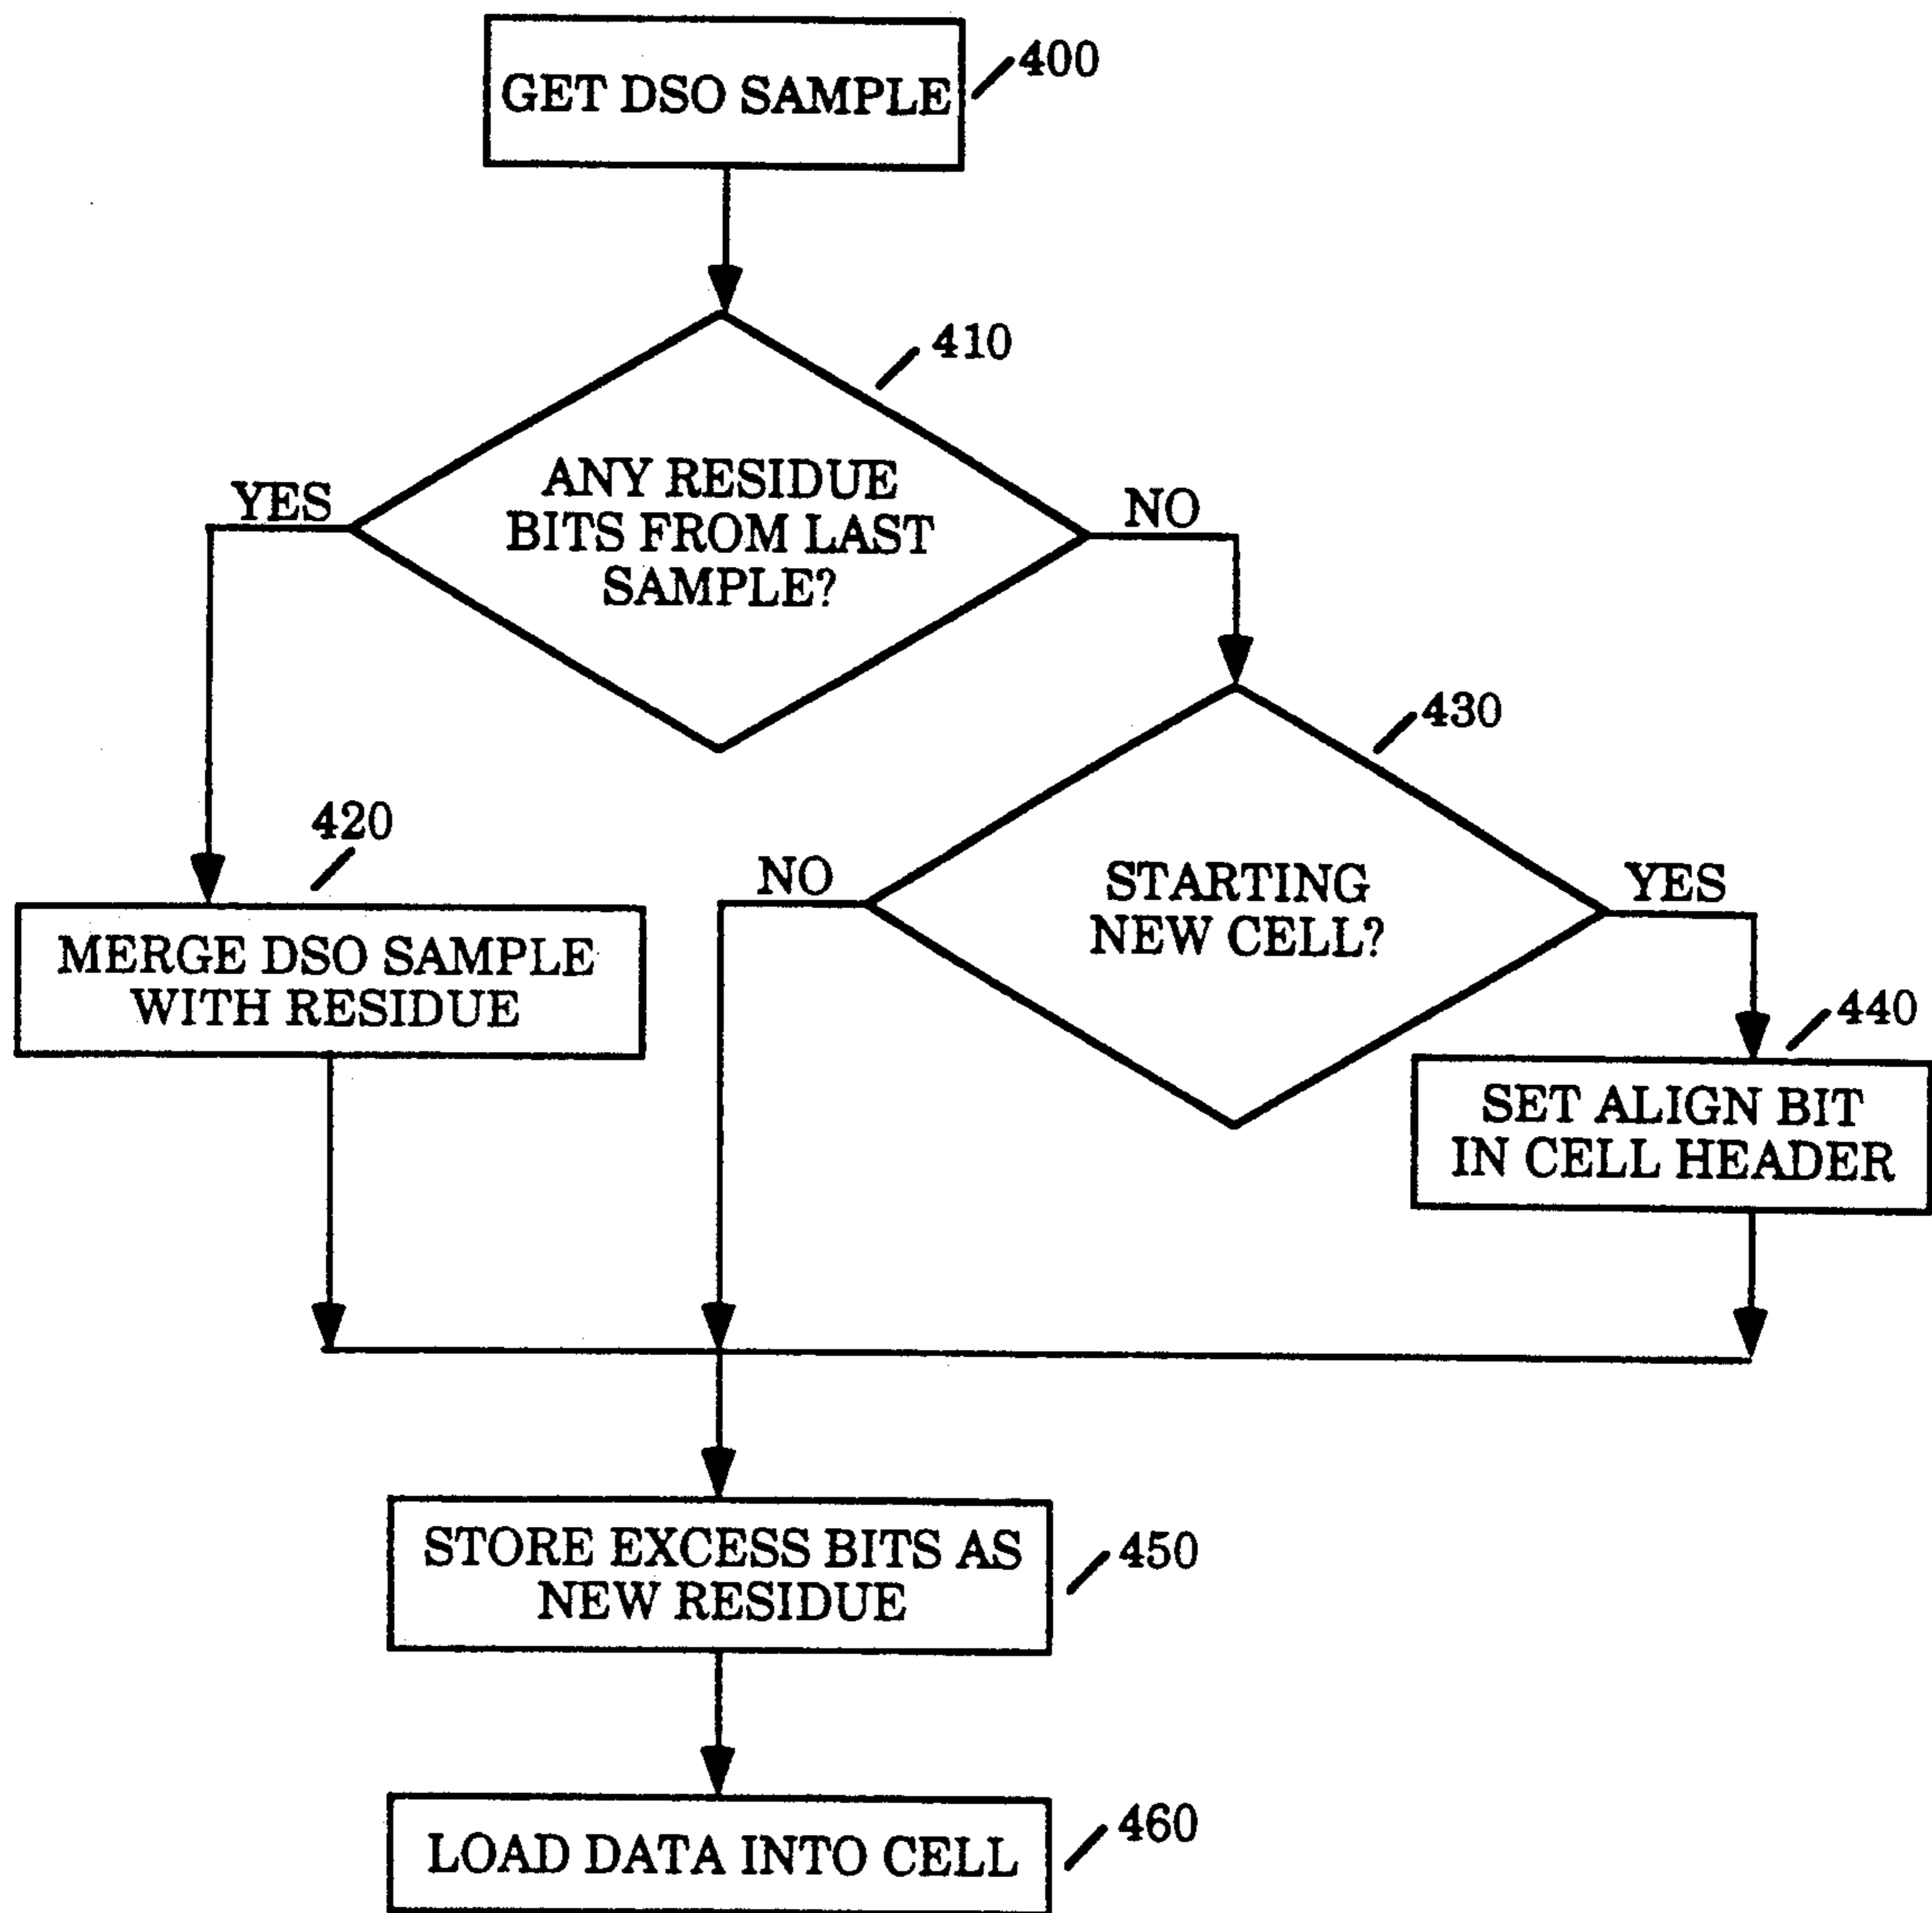 GET DSO SAMPLE
400
410
ANY RESIDUE
BITS FROM LAST
SAMPLE?
YES
NO
430
420
STARTING
NEW CELL?
NO
YES
MERGE DSO SAMPLE
WITH RESIDUE
440
SET ALIGN BIT
IN CELL HEADER
STORE EXCESS BITS AS
NEW RESIDUE
450
LOAD DATA INTO CELL
460